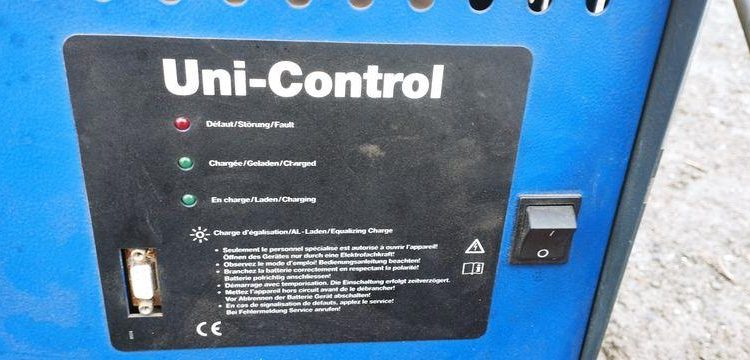 Uni-Control
Défaut/Störung/Fault
Chargée/Geladen/Charged
En charge/Laden/Charging
Charge d'égalisation/AL-Laden/Equalizing Charge
• Seulement le personnel spécialise est autorisé à ouvrir l'appareil!
Öffnen des Gerätes nur durch eine Elektrofachkraft!
• Observez le mode d'emploi! Bedienungsanleitung beachten!
• Branchez la batterie correctement en respectant la polarité!
Batterie polrichtig anschliessen!
• Démarrage avec temporisation. Die Einschaltung erfolgt zeitverzögert.
• Mettez l'appareil hors circuit avant de le débrancher!
Vor Abtrennen der Batterie Gerät abschalten!
• En cas de signalisation de defauts, applez le service!
Bei Fehlermeldung Service anrufen!
CE